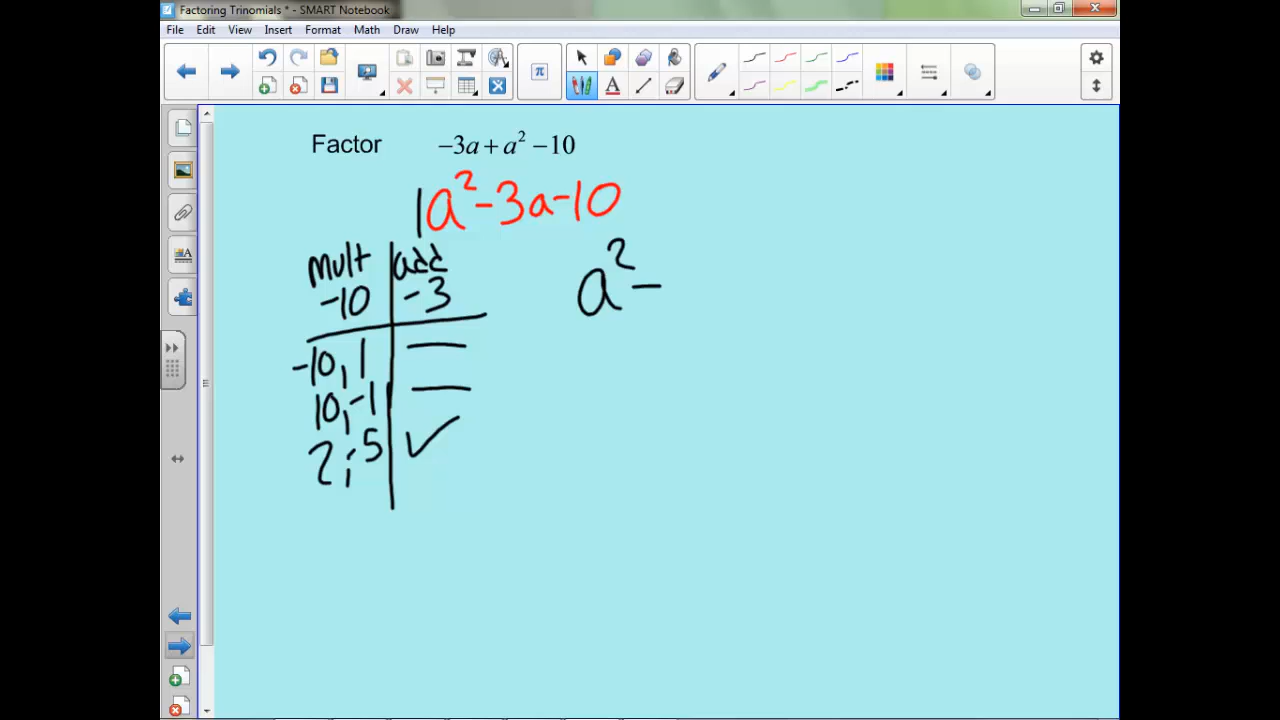 Factoring Trinomials * - SMART Notebook
File Edit View Insert Format Math Draw Help
π
A
Factor −3a + a² − 10
1a²-3a-10
mult add
-10 -3
-10, 1
10, -1
2, -5 ✓
a² -